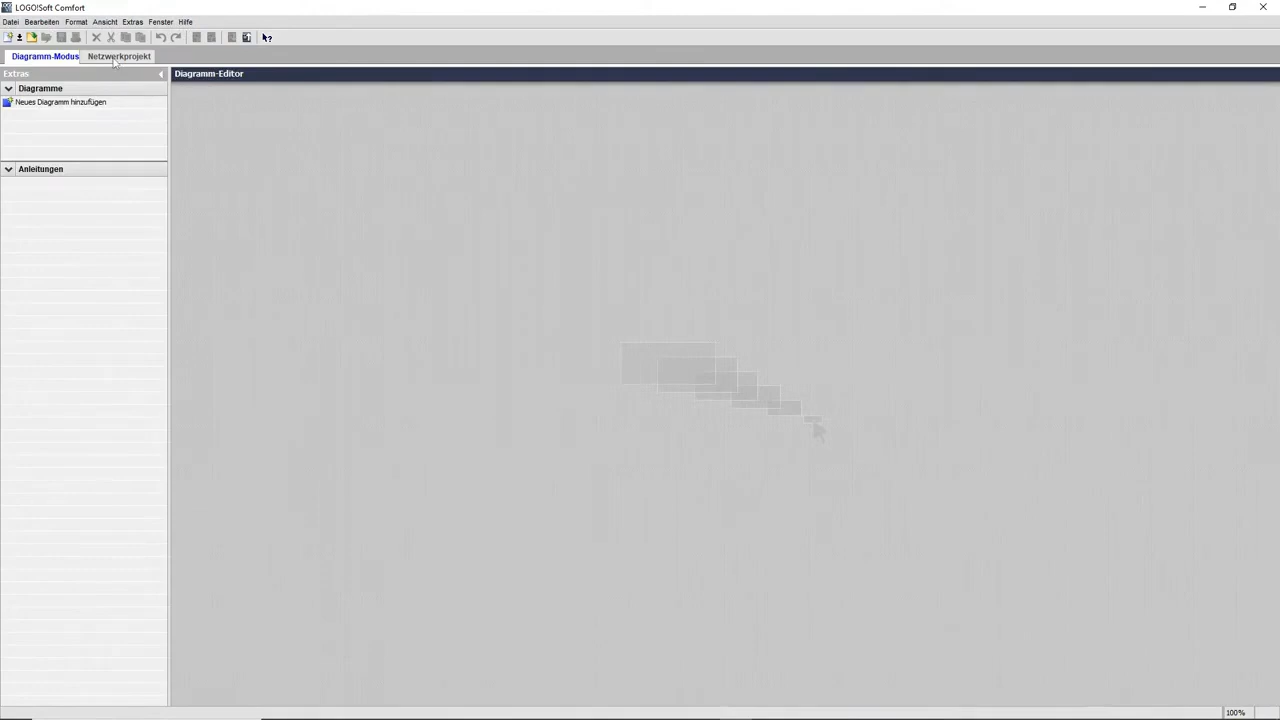 LOGO!Soft Comfort
Datei Bearbeiten Format Ansicht Extras Fenster Hilfe
Diagramm-Modus Netzwerkprojekt
Extras
Diagramm-Editor
Diagramme
Neues Diagramm hinzufügen
Anleitungen
100%